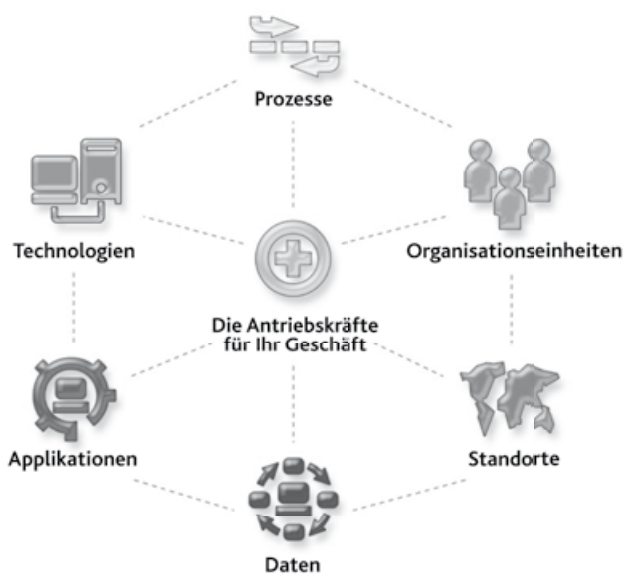 Prozesse
Technologien
Organisationseinheiten
Die Antriebskräfte
für Ihr Geschäft
Applikationen
Standorte
Daten